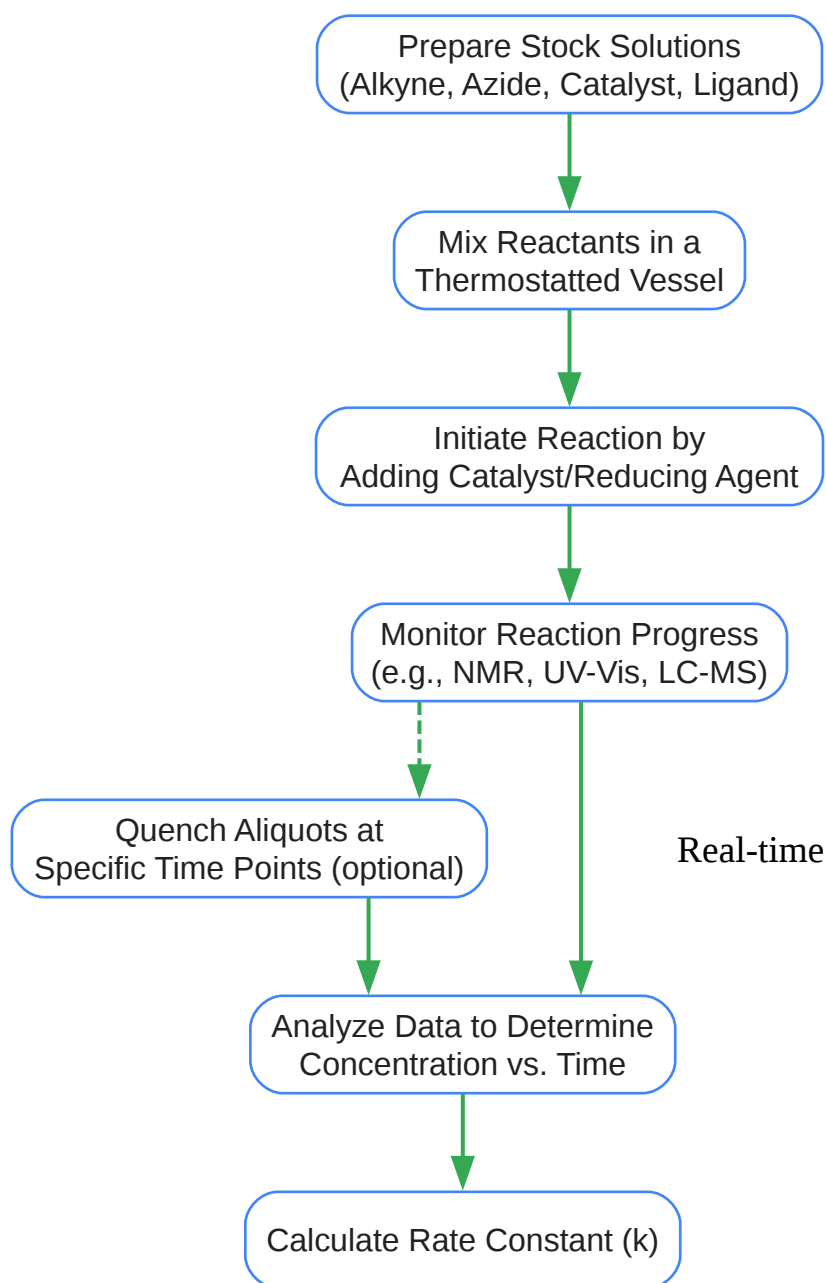 Prepare Stock Solutions
(Alkyne, Azide, Catalyst, Ligand)
Mix Reactants in a
Thermostatted Vessel
Initiate Reaction by
Adding Catalyst/Reducing Agent
Monitor Reaction Progress
(e.g., NMR, UV-Vis, LC-MS)
Quench Aliquots at
Specific Time Points (optional)
Real-time
Analyze Data to Determine
Concentration vs. Time
Calculate Rate Constant (k)